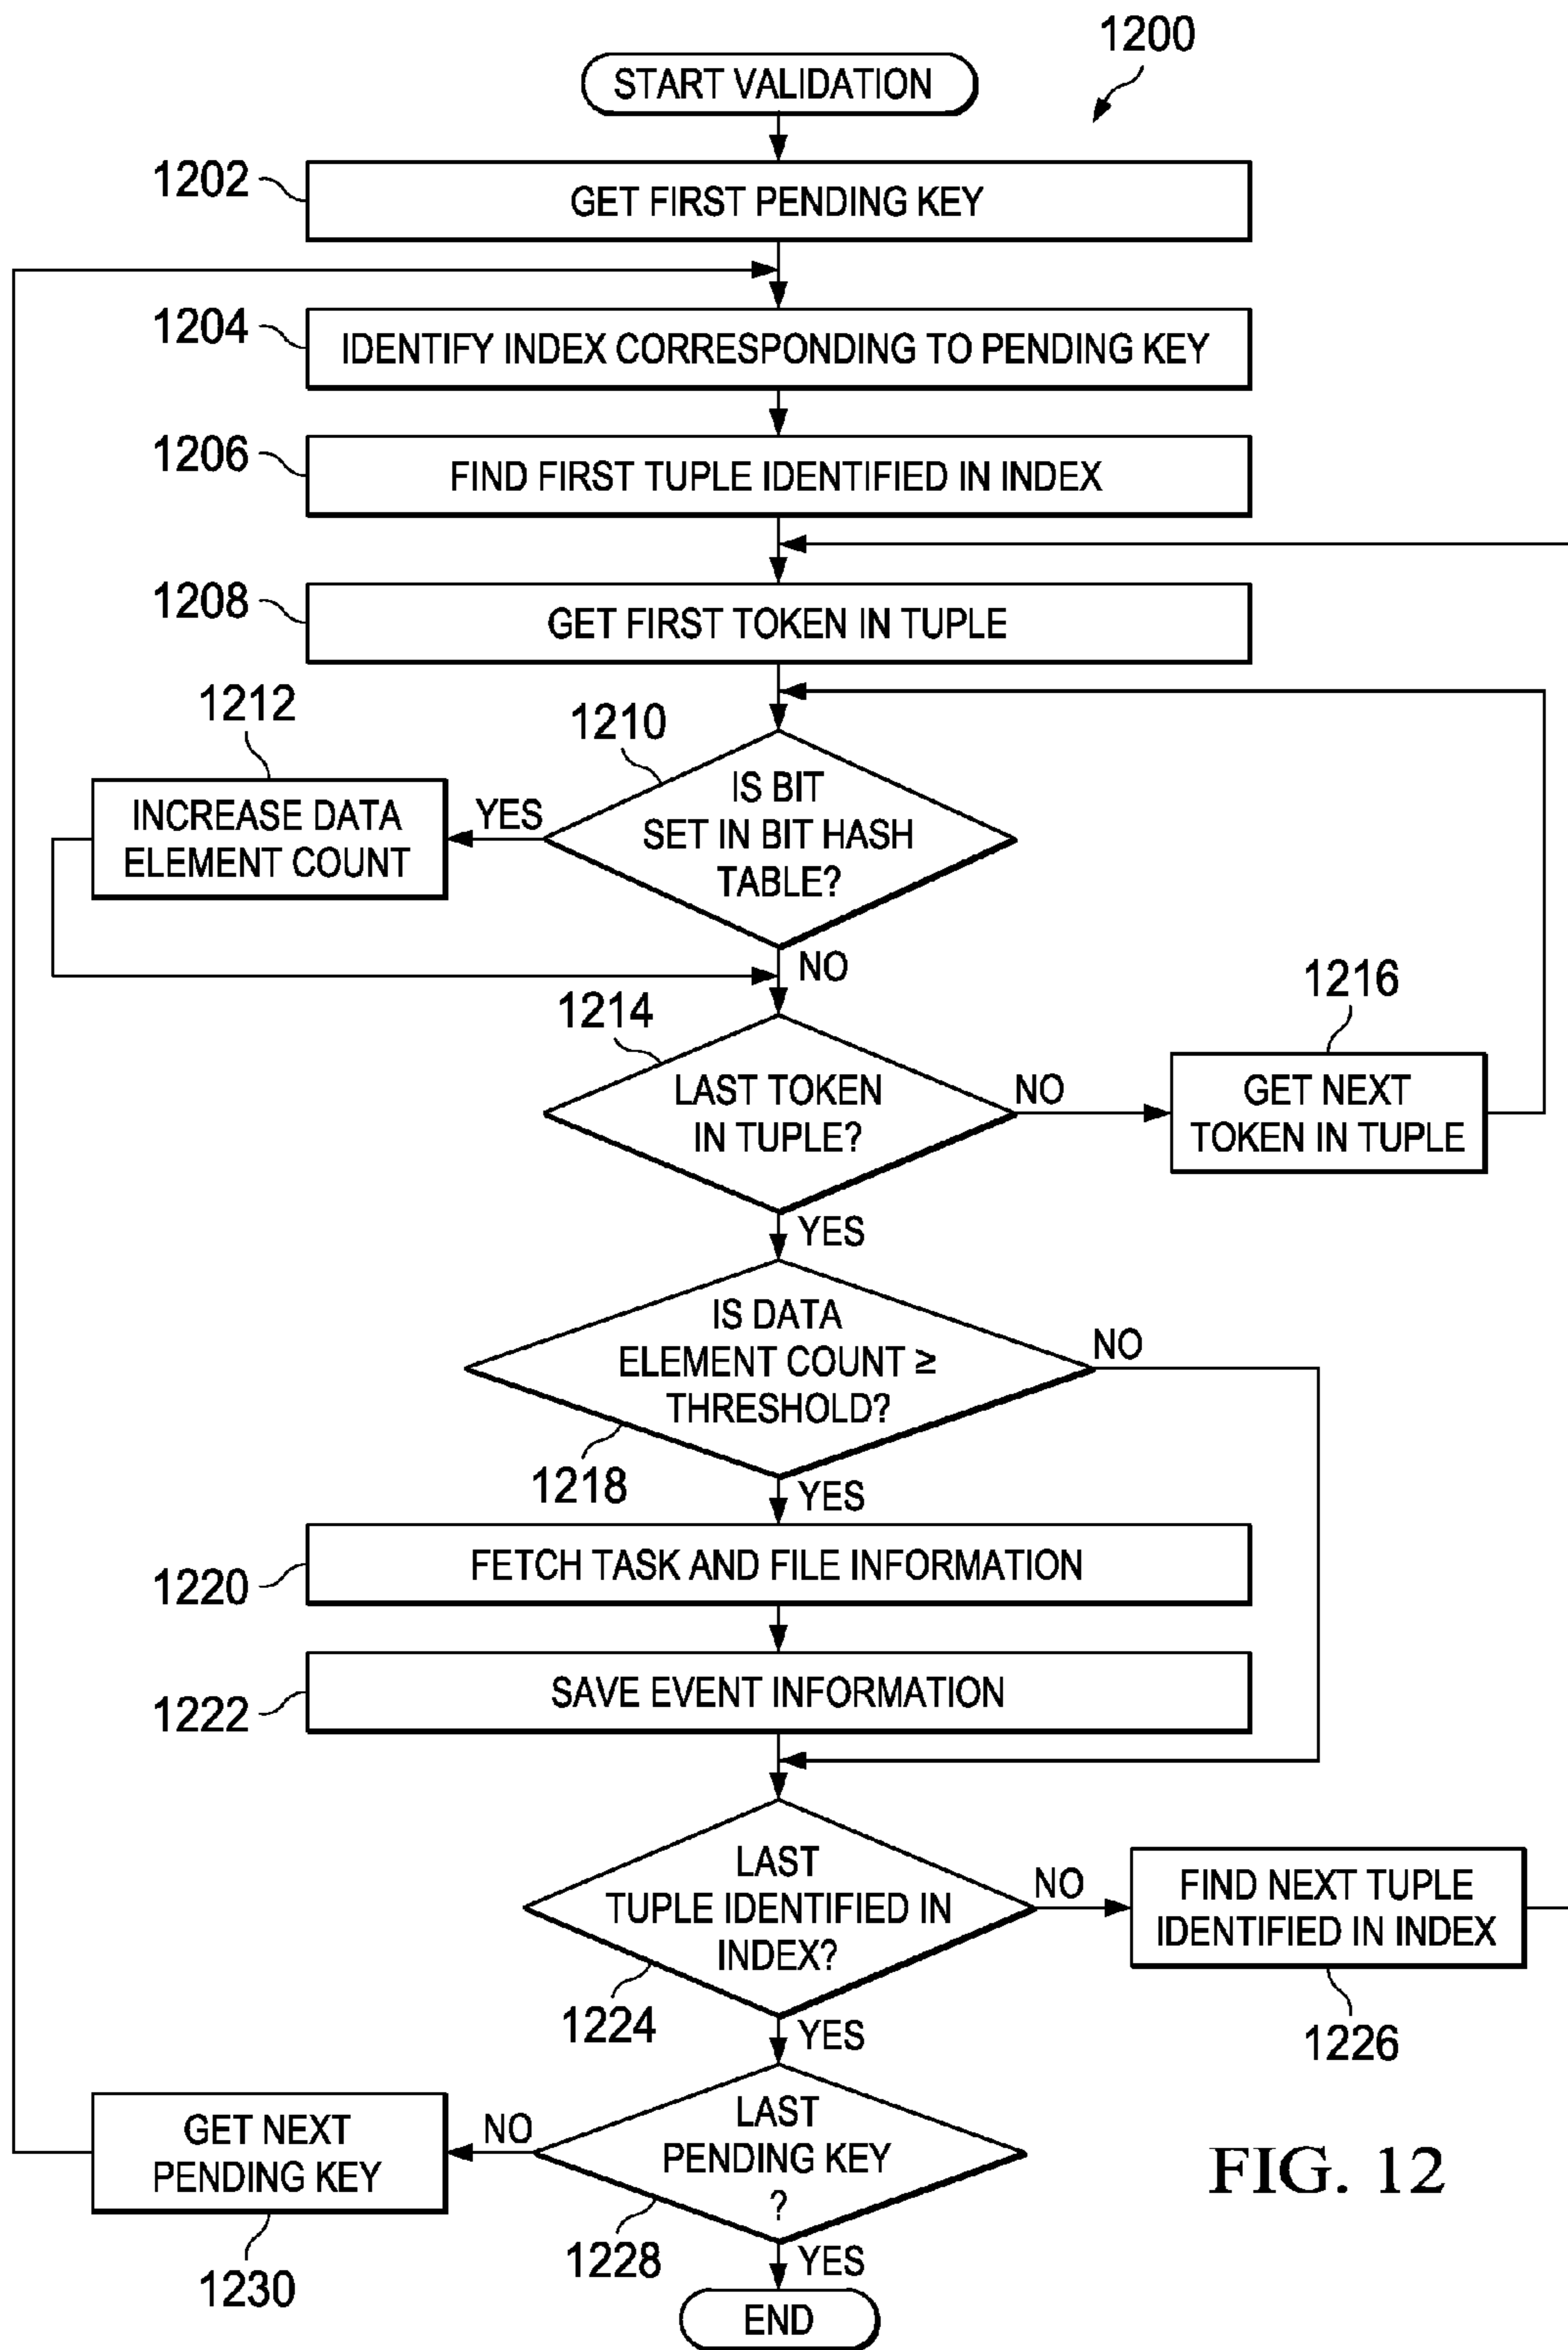 1200
START VALIDATION
1202
GET FIRST PENDING KEY
1204
IDENTIFY INDEX CORRESPONDING TO PENDING KEY
1206
FIND FIRST TUPLE IDENTIFIED IN INDEX
1208
GET FIRST TOKEN IN TUPLE
1212
1210
INCREASE DATA
ELEMENT COUNT
YES
IS BIT
SET IN BIT HASH
TABLE?
NO
1214
1216
LAST TOKEN
IN TUPLE?
NO
GET NEXT
TOKEN IN TUPLE
YES
IS DATA
ELEMENT COUNT ≥
THRESHOLD?
NO
1218
YES
1220
FETCH TASK AND FILE INFORMATION
1222
SAVE EVENT INFORMATION
LAST
TUPLE IDENTIFIED IN
INDEX?
NO
FIND NEXT TUPLE
IDENTIFIED IN INDEX
1224
YES
1226
GET NEXT
PENDING KEY
NO
LAST
PENDING KEY
?
1230
1228
YES
END
FIG. 12